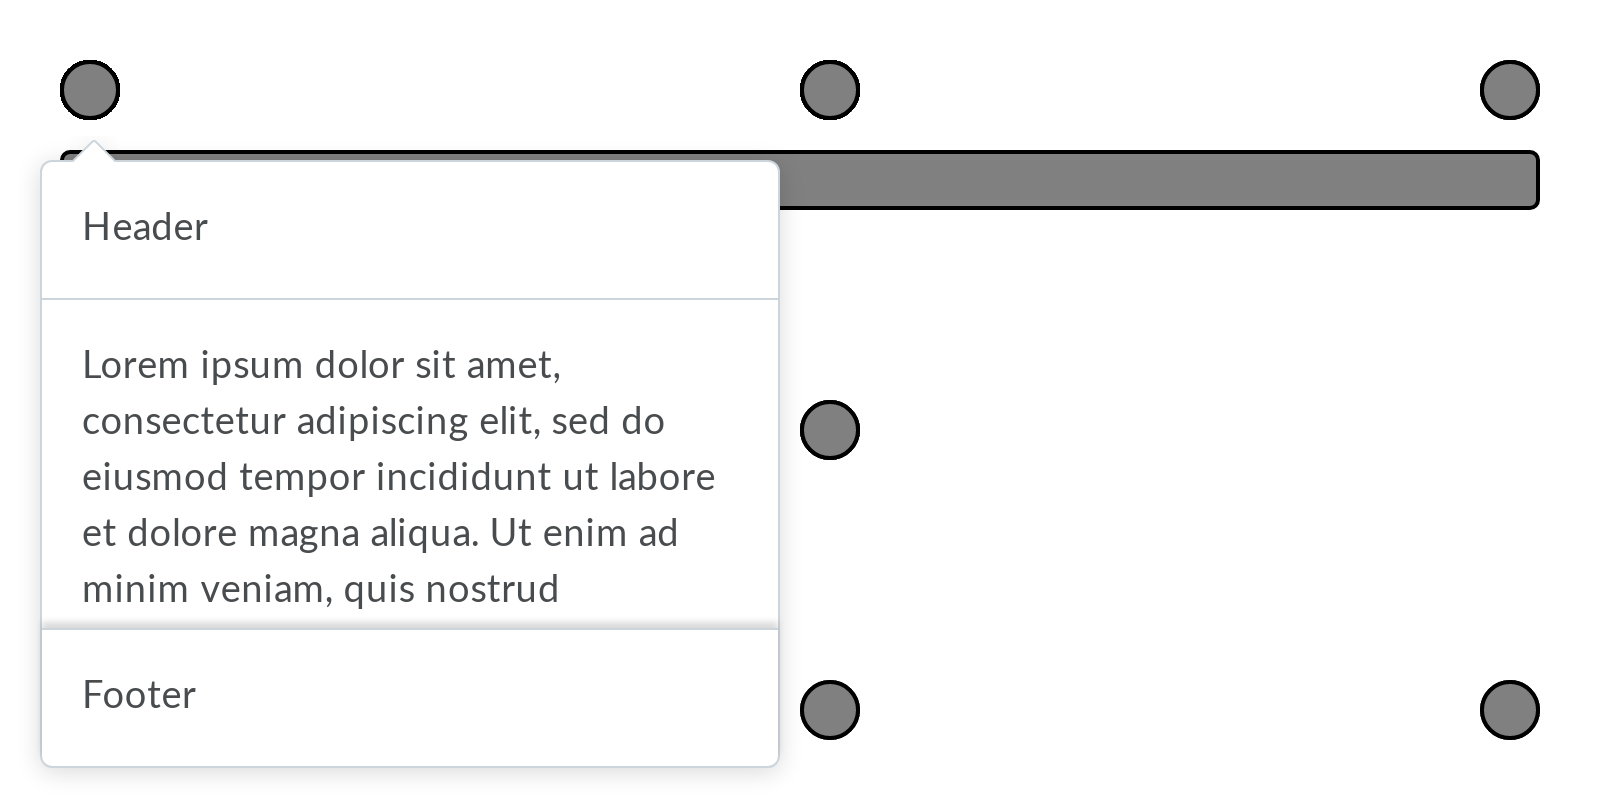 Header
Lorem ipsum dolor sit amet,
consectetur adipiscing elit, sed do
eiusmod tempor incididunt ut labore
et dolore magna aliqua. Ut enim ad
minim veniam, quis nostrud
Footer